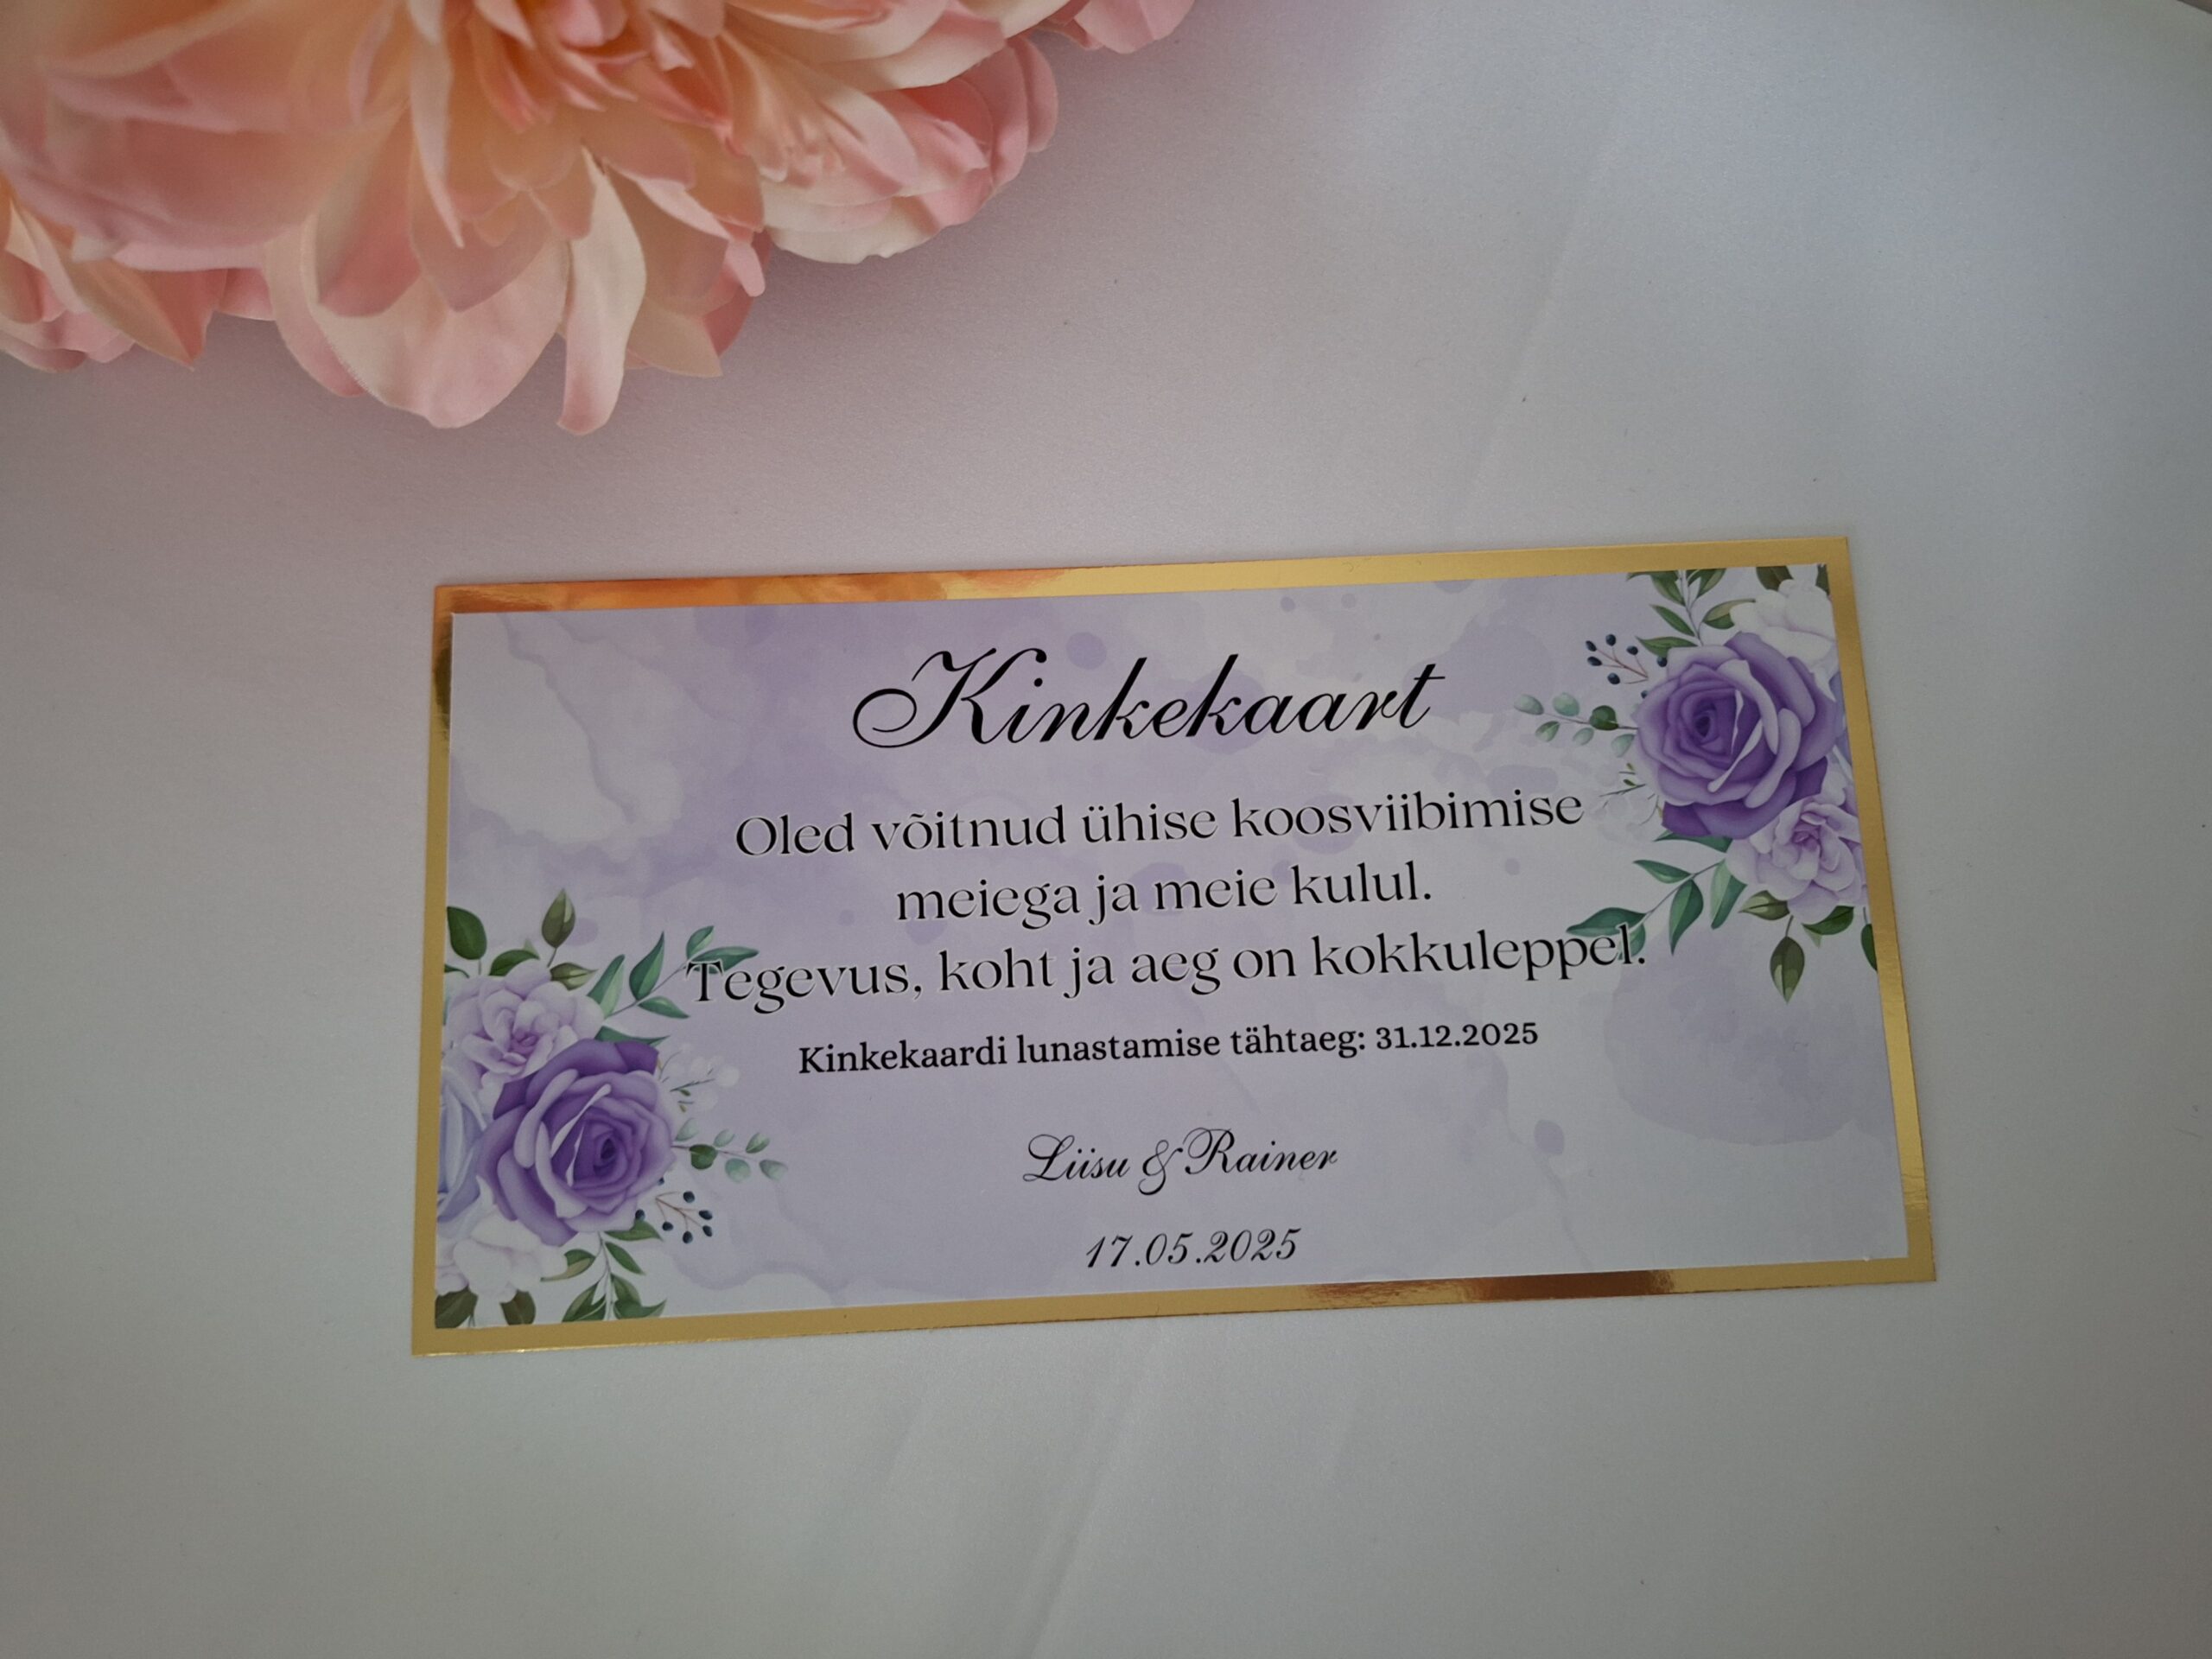 Kinkekaart
Oled võitnud ühise koosviibimise
meiega ja meie kulul.
Tegevus, koht ja aeg on kokkuleppel.
Kinkekaardi lunastamise tähtaeg: 31.12.2025
Liisu & Rainer
17.05.2025